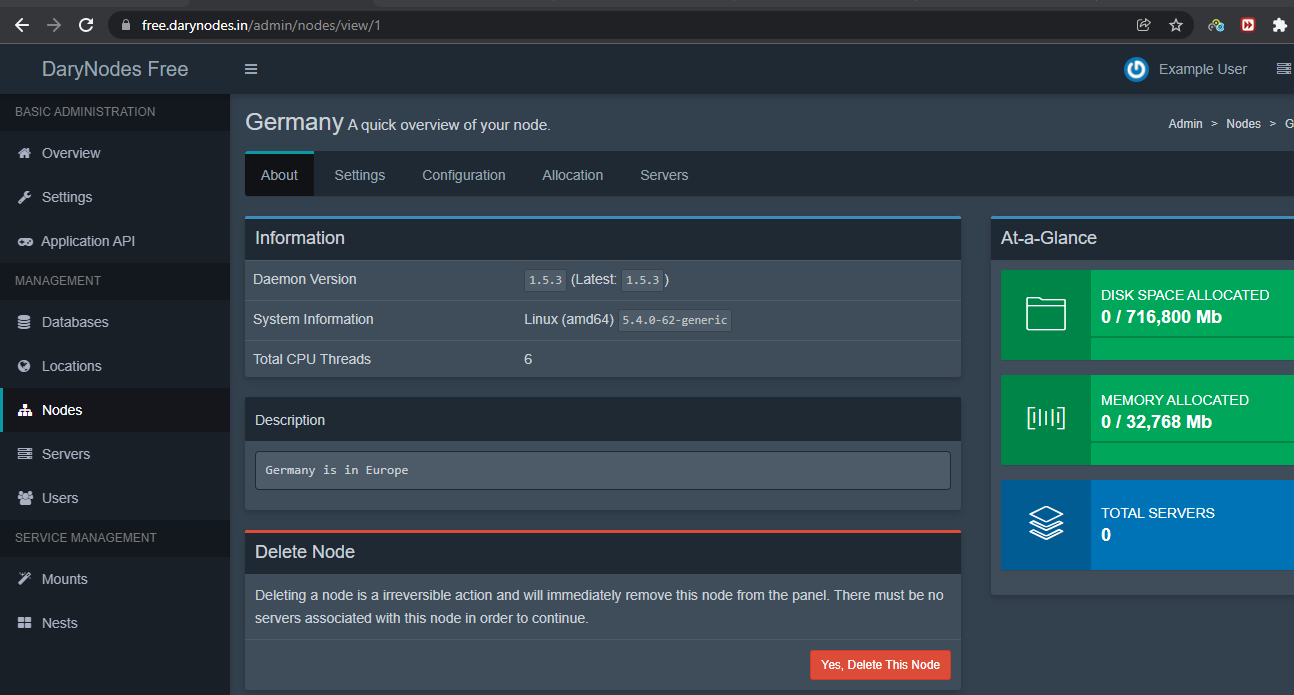 free.darynodes.in/admin/nodes/view/1
DaryNodes Free
Example User
BASIC ADMINISTRATION
Overview
Settings
Application API
MANAGEMENT
Databases
Locations
Nodes
Servers
Users
SERVICE MANAGEMENT
Mounts
Nests
Germany A quick overview of your node.
Admin > Nodes > G
About Settings Configuration Allocation Servers
Information
Daemon Version 1.5.3 (Latest: 1.5.3)
System Information Linux (amd64) 5.4.0-62-generic
Total CPU Threads 6
Description
Germany is in Europe
Delete Node
Deleting a node is a irreversible action and will immediately remove this node from the panel. There must be no
servers associated with this node in order to continue.
Yes, Delete This Node
At-a-Glance
DISK SPACE ALLOCATED
0 / 716,800 Mb
MEMORY ALLOCATED
0 / 32,768 Mb
TOTAL SERVERS
0